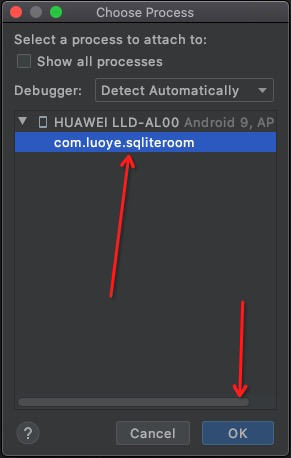 Choose Process
Select a process to attach to:
Show all processes
Debugger: Detect Automatically
HUAWEI LLD-AL00 Android 9, AP
com.luoye.sqliteroom
? Cancel OK